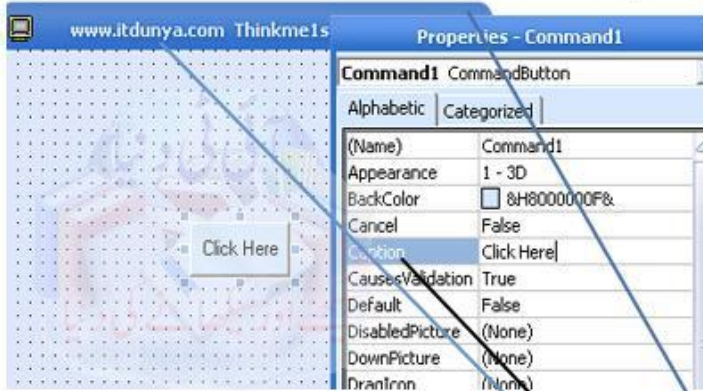 www.itdunya.com Thinkme1s
Click Here
Properties - Command1
Command1 CommandButton
Alphabetic Categorized
(Name) Command1
Appearance 1 - 3D
BackColor &H8000000F&
Cancel False
Caption Click Here
CausesValidation True
Default False
DisabledPicture (None)
DownPicture (None)
DragIcon (None)